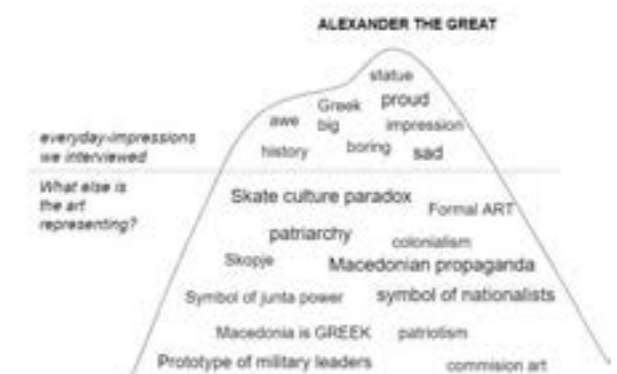 ALEXANDER THE GREAT
statue
Greek proud
awe big impression
history boring sad
everyday-impressions
we interviewed
What else is
the art
representing?
Skate culture paradox
Formal ART
patriarchy
colonialism
Skopje
Macedonian propaganda
Symbol of junta power symbol of nationalists
Macedonia is GREEK patriotism
Prototype of military leaders commision art